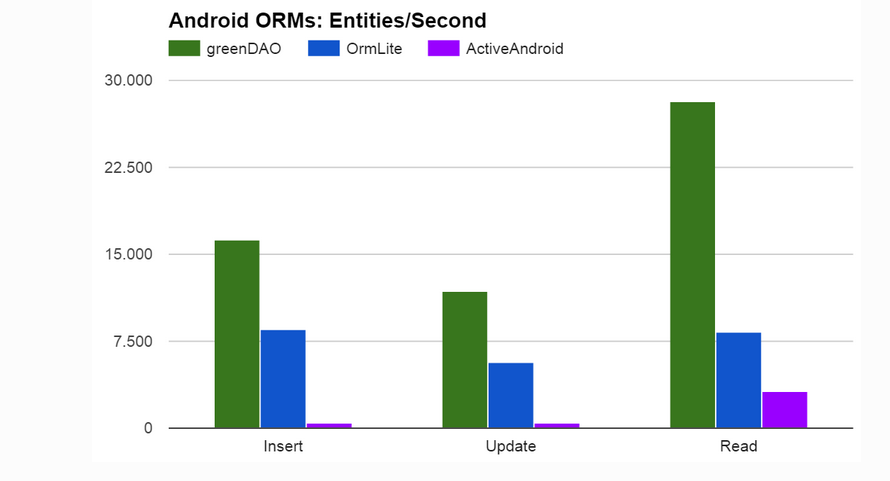 Android ORMs: Entities/Second
greenDAO OrmLite ActiveAndroid
30.000
22.500
15.000
7.500
0
Insert Update Read